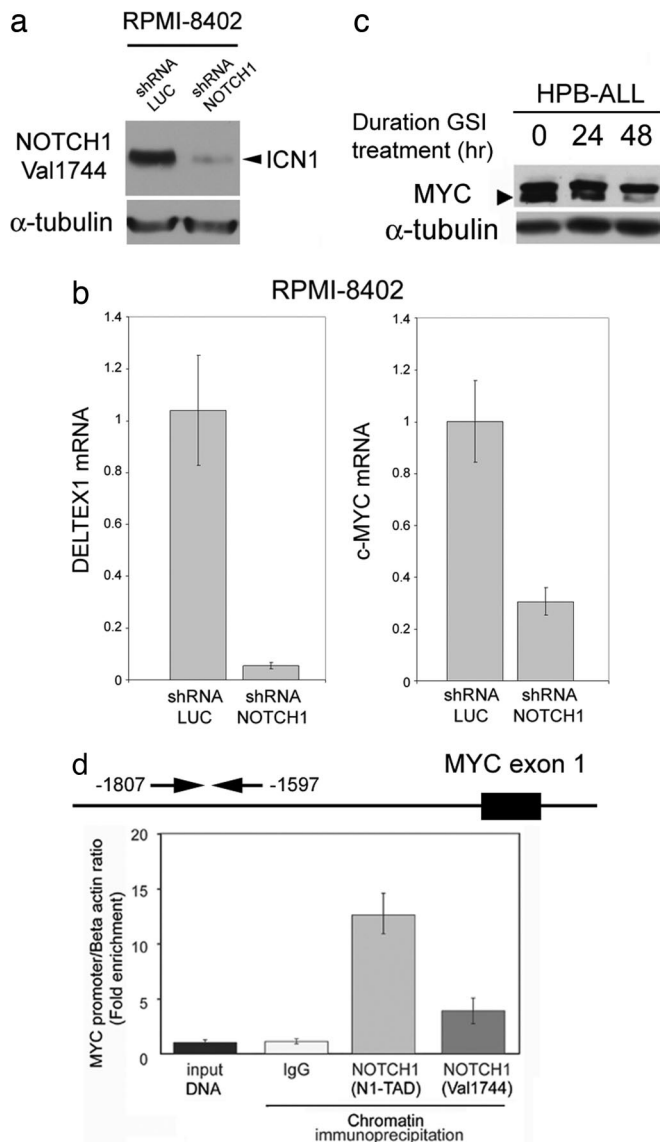 a
RPMI-8402
shRNA
LUC
shRNA
NOTCH1
NOTCH1
Val1744
ICN1
α-tubulin
c
HPB-ALL
Duration GSI
treatment (hr)
0 24 48
MYC
α-tubulin
b
RPMI-8402
DELTEX1 mRNA
1.4
1.2
1
0.8
0.6
0.4
0.2
0
shRNA
LUC
shRNA
NOTCH1
c-MYC mRNA
1.4
1.2
1
0.8
0.6
0.4
0.2
0
shRNA
LUC
shRNA
NOTCH1
d
-1807
-1597
MYC exon 1
MYC promoter/Beta actin ratio
(Fold enrichment)
20
15
10
5
0
input
DNA
IgG
NOTCH1
(N1-TAD)
NOTCH1
(Val1744)
Chromatin
immunoprecipitation